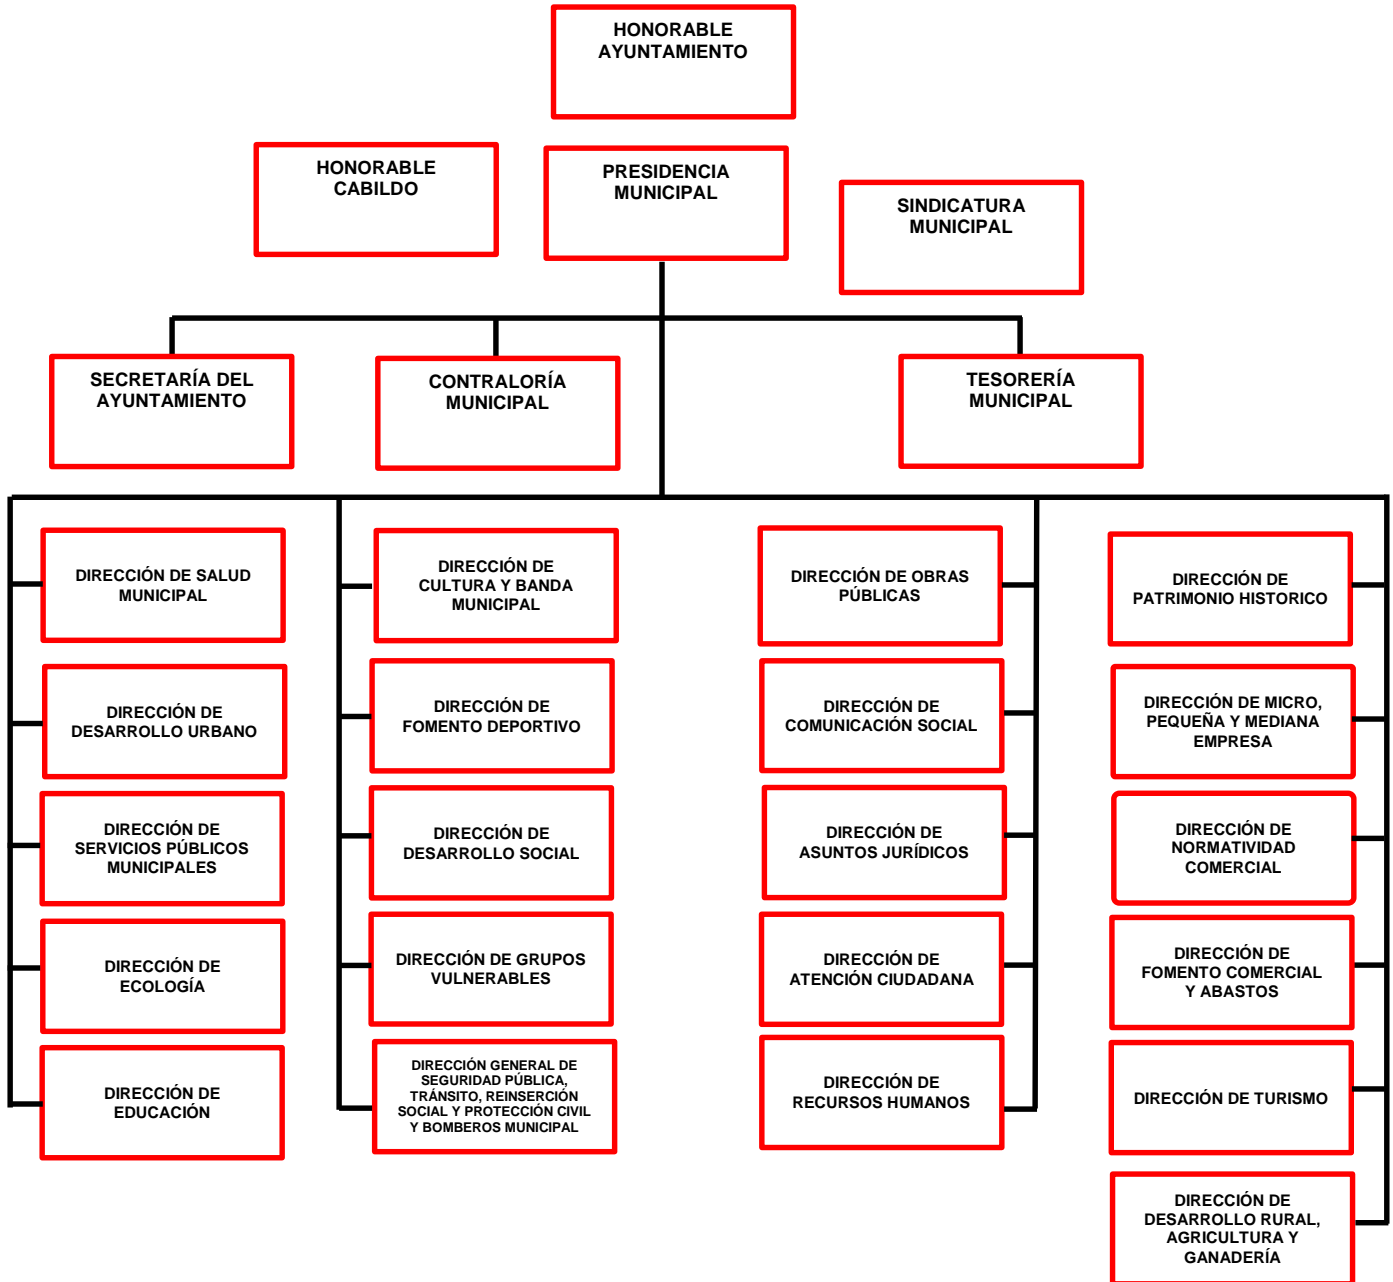 HONORABLE
AYUNTAMIENTO
HONORABLE
CABILDO
PRESIDENCIA
MUNICIPAL
SINDICATURA
MUNICIPAL
SECRETARÍA DEL
AYUNTAMIENTO
CONTRALORÍA
MUNICIPAL
TESORERÍA
MUNICIPAL
DIRECCIÓN DE SALUD
MUNICIPAL
DIRECCIÓN DE
DESARROLLO URBANO
DIRECCIÓN DE
SERVICIOS PÚBLICOS
MUNICIPALES
DIRECCIÓN DE
ECOLOGÍA
DIRECCIÓN DE
EDUCACIÓN
DIRECCIÓN DE
CULTURA Y BANDA
MUNICIPAL
DIRECCIÓN DE
FOMENTO DEPORTIVO
DIRECCIÓN DE
DESARROLLO SOCIAL
DIRECCIÓN DE GRUPOS
VULNERABLES
DIRECCIÓN GENERAL DE
SEGURIDAD PÚBLICA,
TRÁNSITO, REINSERCIÓN
SOCIAL Y PROTECCIÓN CIVIL
Y BOMBEROS MUNICIPAL
DIRECCIÓN DE OBRAS
PÚBLICAS
DIRECCIÓN DE
COMUNICACIÓN SOCIAL
DIRECCIÓN DE
ASUNTOS JURÍDICOS
DIRECCIÓN DE
ATENCIÓN CIUDADANA
DIRECCIÓN DE
RECURSOS HUMANOS
DIRECCIÓN DE
PATRIMONIO HISTORICO
DIRECCIÓN DE MICRO,
PEQUEÑA Y MEDIANA
EMPRESA
DIRECCIÓN DE
NORMATIVIDAD
COMERCIAL
DIRECCIÓN DE
FOMENTO COMERCIAL
Y ABASTOS
DIRECCIÓN DE TURISMO
DIRECCIÓN DE
DESARROLLO RURAL,
AGRICULTURA Y
GANADERÍA